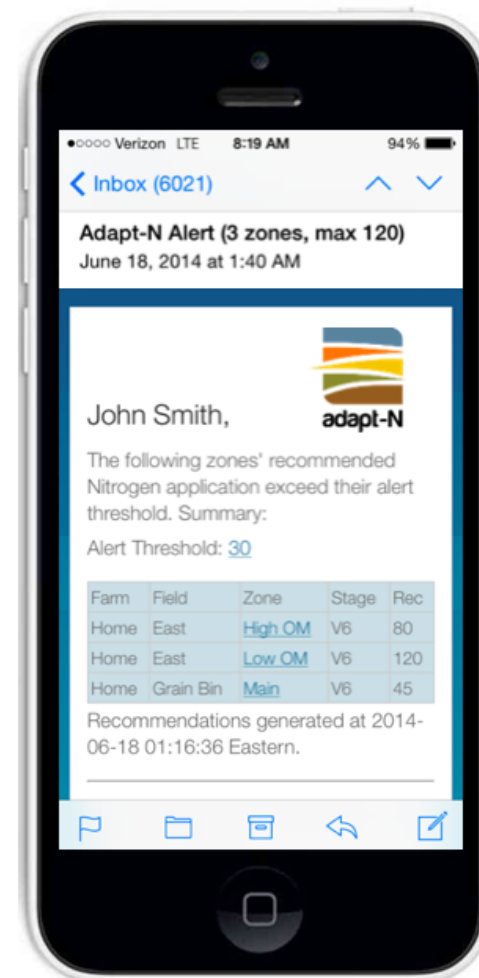 Verizon LTE 8:19 AM 94%
Inbox (6021)
Adapt-N Alert (3 zones, max 120)
June 18, 2014 at 1:40 AM
adapt-N
John Smith,
The following zones' recommended
Nitrogen application exceed their alert
threshold. Summary:
Alert Threshold: 30
Farm Field Zone Stage Rec
Home East High OM V6 80
Home East Low OM V6 120
Home Grain Bin Main V6 45
Recommendations generated at 2014-
06-18 01:16:36 Eastern.